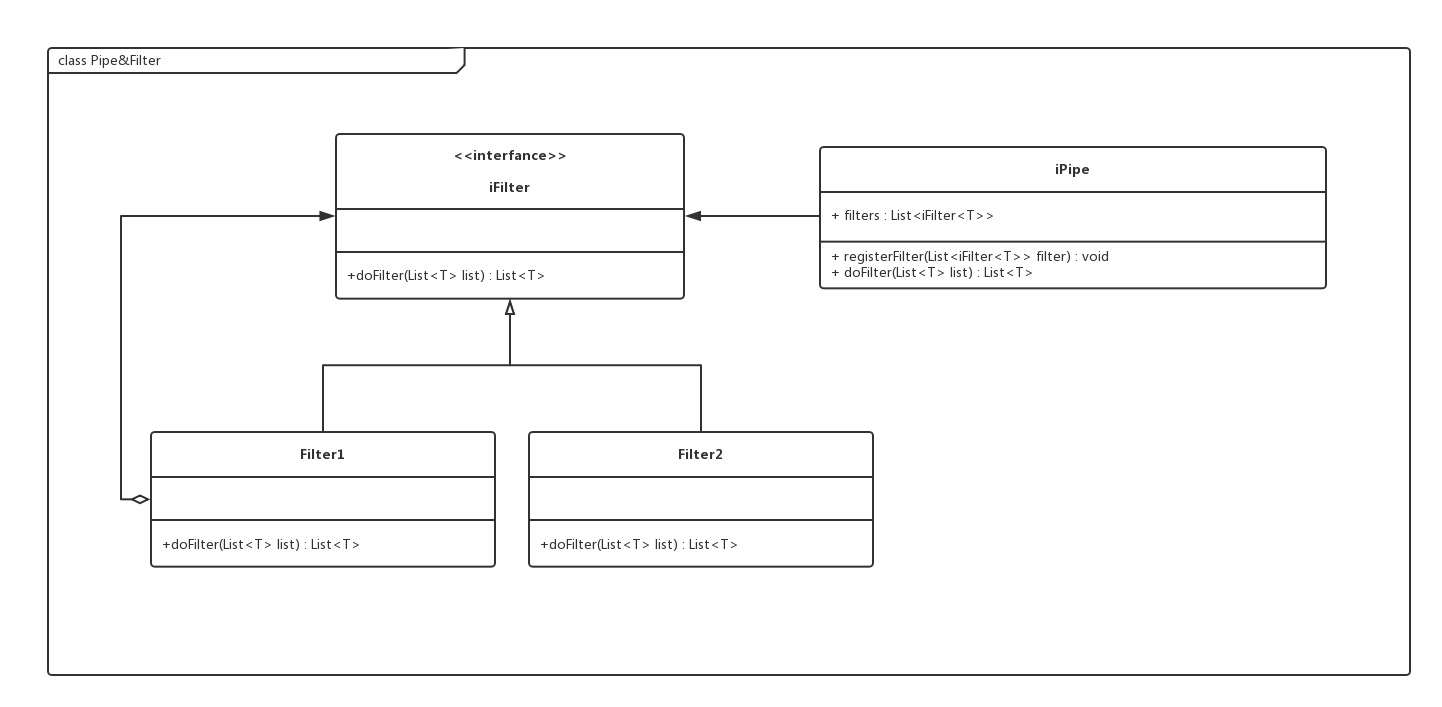 class Pipe&Filter
<<interfance>>
iFilter
+doFilter(List<T> list) : List<T>
iPipe
+ filters : List<iFilter<T>>
+ registerFilter(List<iFilter<T>> filter) : void
+ doFilter(List<T> list) : List<T>
Filter1
+doFilter(List<T> list) : List<T>
Filter2
+doFilter(List<T> list) : List<T>